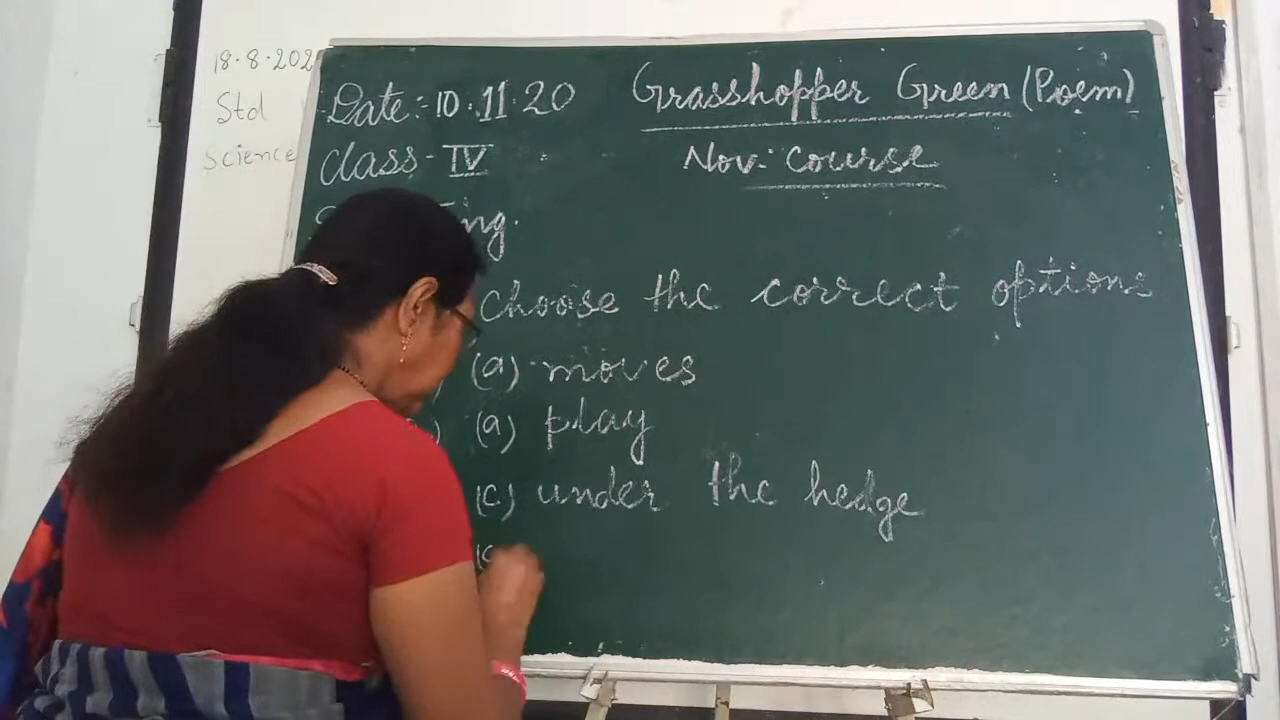 18.8.202
Std
Science
Date:- 10.11.20 Grasshopper Green (Poem)
Class - IV Nov. Course
ng.
Choose the correct options
(a) moves
(a) play
(c) under the hedge
(c